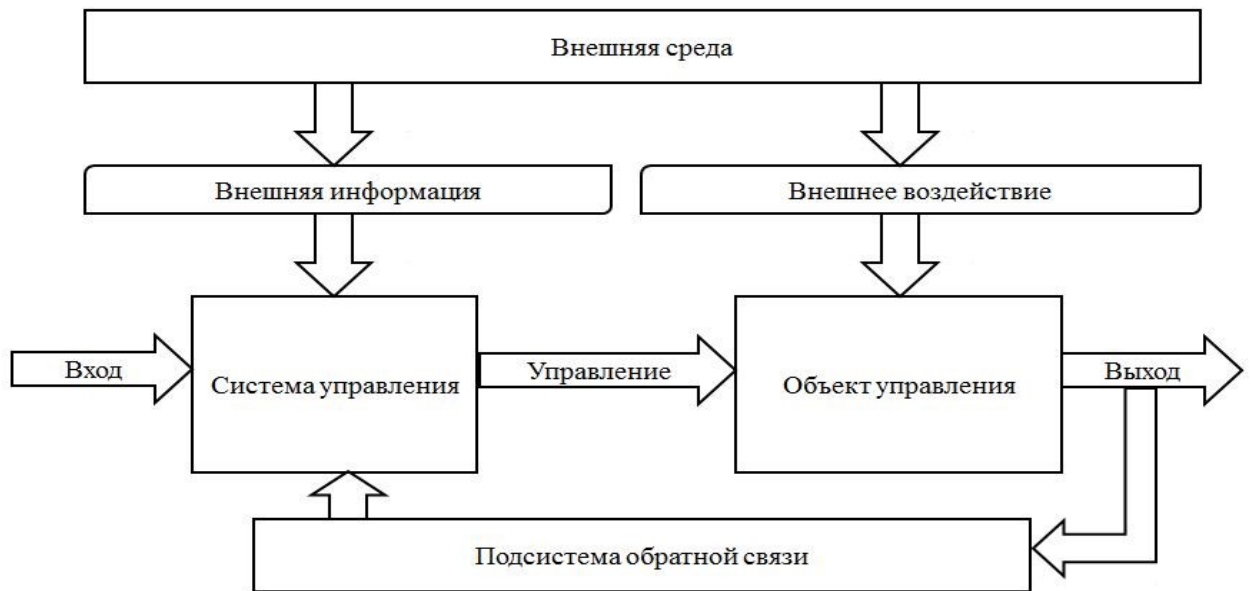 Внешняя среда
Внешняя информация
Внешнее воздействие
Вход
Система управления
Управление
Объект управления
Выход
Подсистема обратной связи